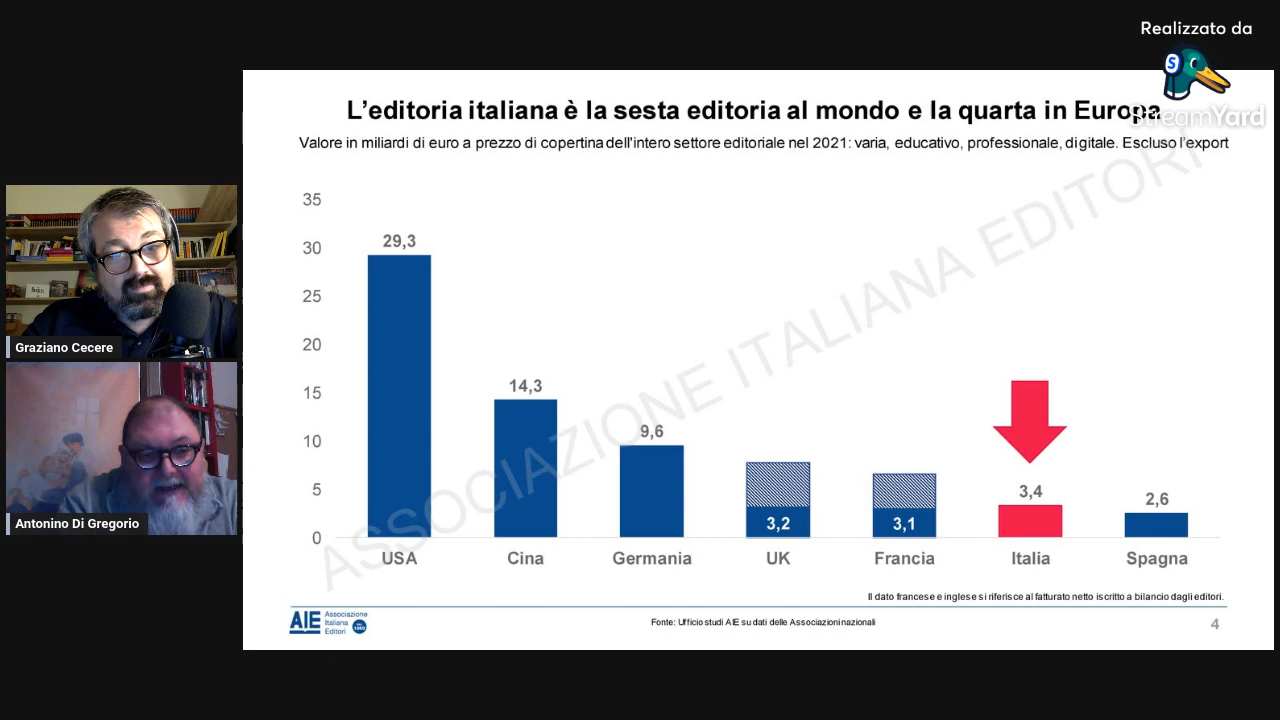 Realizzato da
StreamYard
L’editoria italiana è la sesta editoria al mondo e la quarta in Europa
Valore in miliardi di euro a prezzo di copertina dell'intero settore editoriale nel 2021: varia, educativo, professionale, digitale. Escluso l’export
ASSOCIAZIONE ITALIANA EDITORI
35
30
25
20
15
10
5
0
29,3
14,3
9,6
3,2
3,1
3,4
2,6
USA Cina Germania UK Francia Italia Spagna
Il dato francese e inglese si riferisce al fatturato netto iscritto a bilancio dagli editori.
AIE
Associazione
Italiana
Editori
Fonte: Ufficio studi AIE su dati delle Associazioni nazionali
4
Graziano Cecere
Antonino Di Gregorio